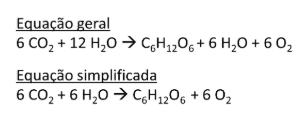 Equação geral
6 CO₂ + 12 H₂O → C₆H₁₂O₆ + 6 H₂O + 6 O₂
Equação simplificada
6 CO₂ + 6 H₂O → C₆H₁₂O₆ + 6 O₂